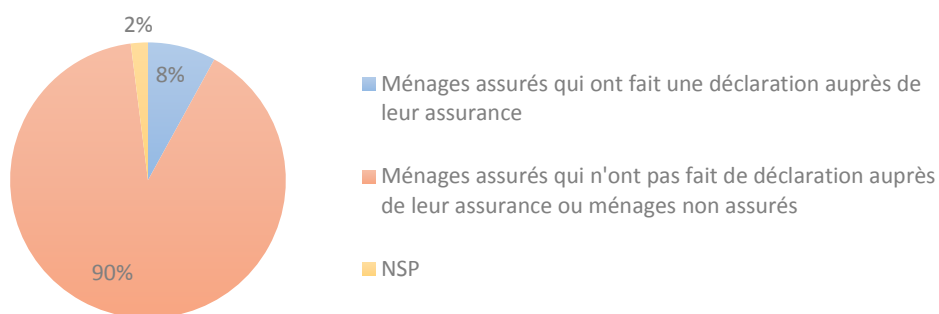 2%
8%
90%
Ménages assurés qui ont fait une déclaration auprès de
leur assurance
Ménages assurés qui n'ont pas fait de déclaration auprès
de leur assurance ou ménages non assurés
NSP